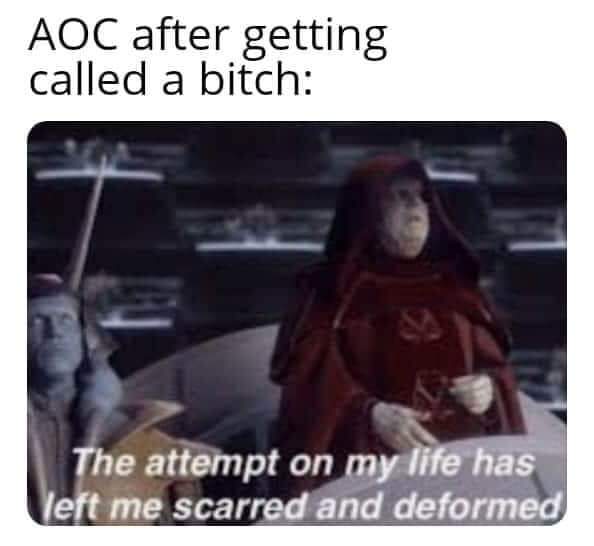 AOC after getting
called a bitch:
The attempt on my life has
left me scarred and deformed